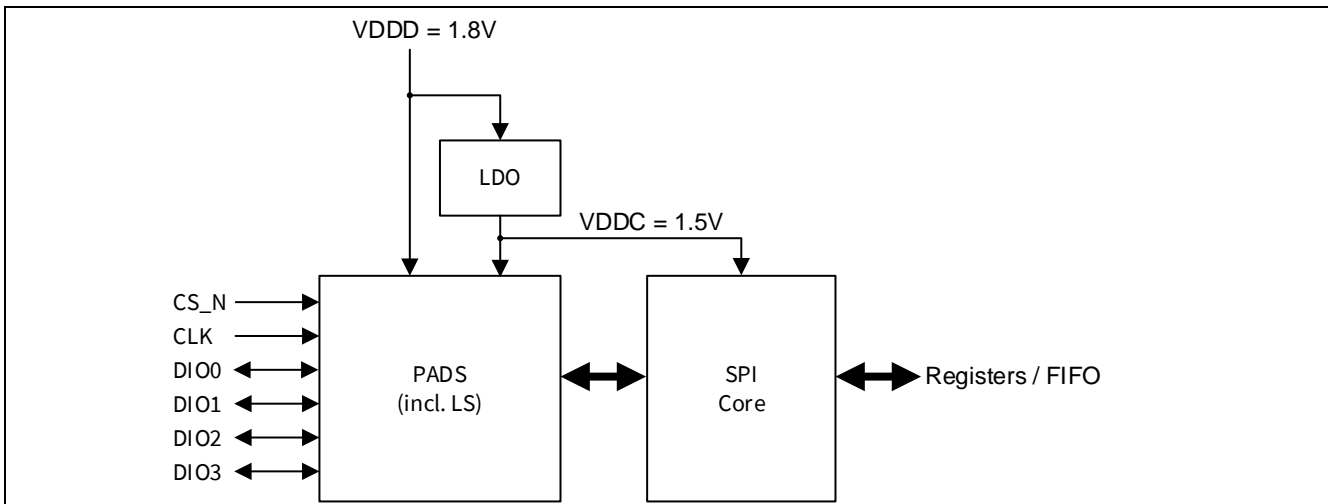 VDDD = 1.8V
LDO
VDDC = 1.5V
CS_N
CLK
DIO0
DIO1
DIO2
DIO3
PADS
(incl. LS)
SPI
Core
Registers / FIFO